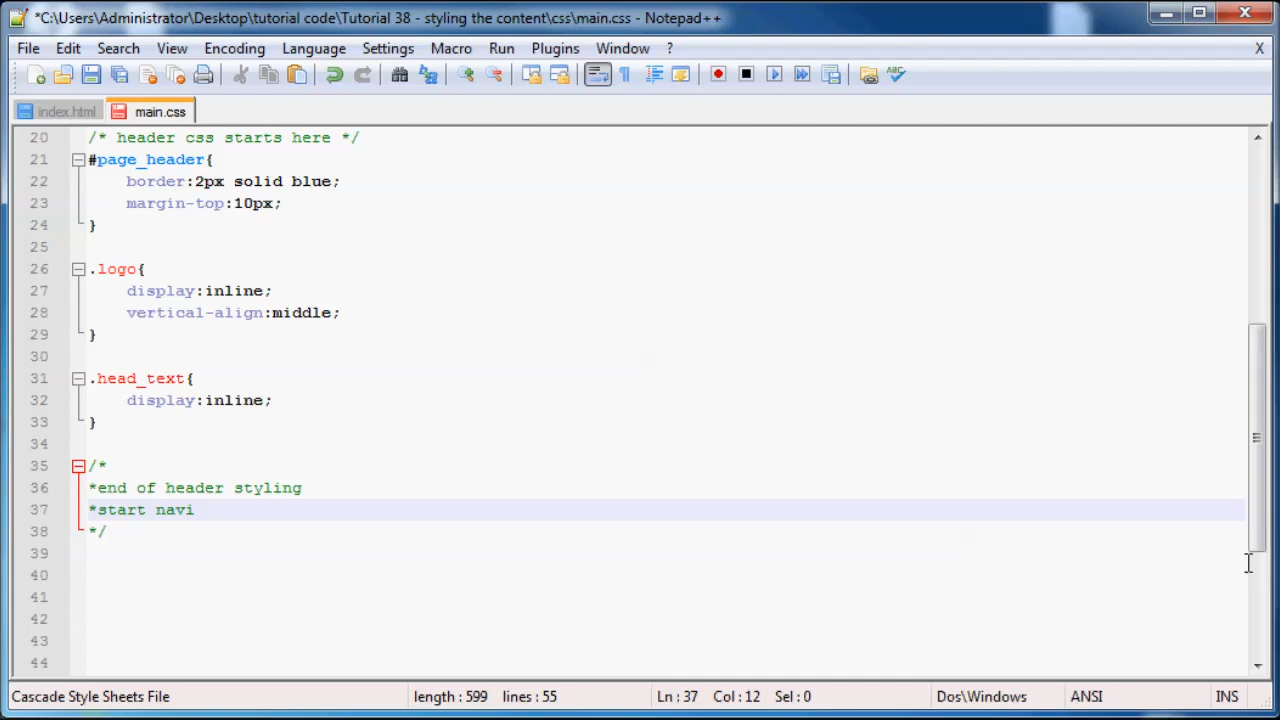 *C:\Users\Administrator\Desktop\tutorial code\Tutorial 38 - styling the content\css\main.css - Notepad++
File Edit Search View Encoding Language Settings Macro Run Plugins Window ? X
index.html main.css
20 /* header css starts here */
21 #page_header{
22 border:2px solid blue;
23 margin-top:10px;
24 }
25
26 .logo{
27 display:inline;
28 vertical-align:middle;
29 }
30
31 .head_text{
32 display:inline;
33 }
34
35 /*
36 *end of header styling
37 *start navi
38 */
39
40
41
42
43
44
Cascade Style Sheets File length : 599 lines : 55 Ln : 37 Col : 12 Sel : 0 Dos\Windows ANSI INS